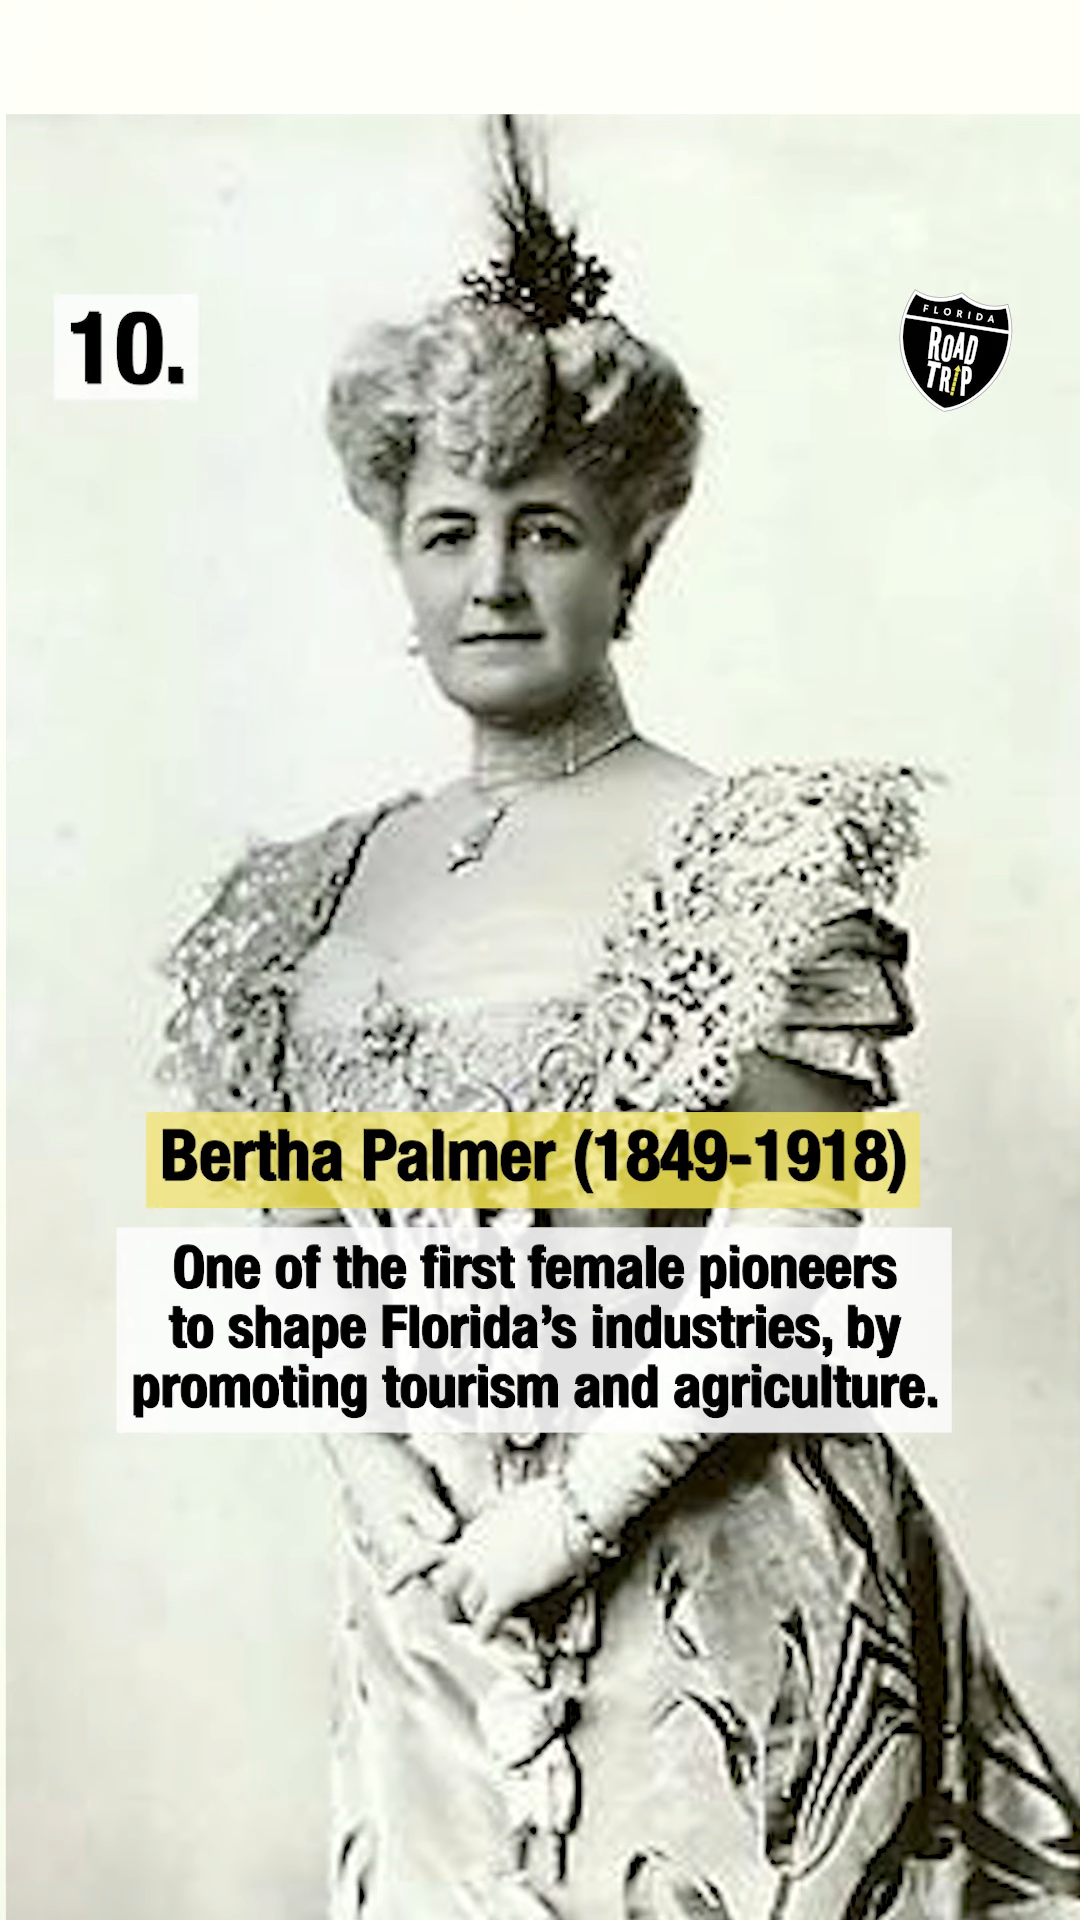 10.
FLORIDA
ROAD
TRIP
Bertha Palmer (1849-1918)
One of the first female pioneers
to shape Florida’s industries, by
promoting tourism and agriculture.